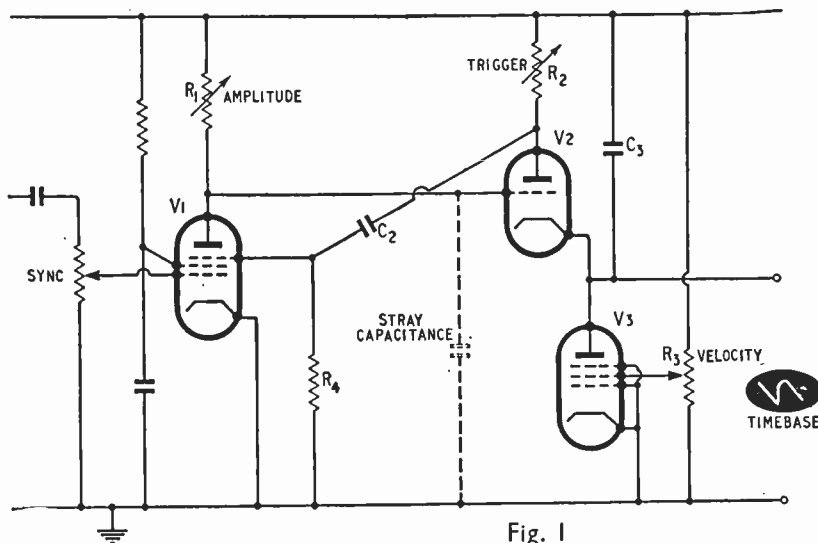 R1 AMPLITUDE
TRIGGER R2
V1
V2
C3
C2
SYNC
STRAY
CAPACITANCE
V3
R4
R3 VELOCITY
TIMEBASE
Fig. 1